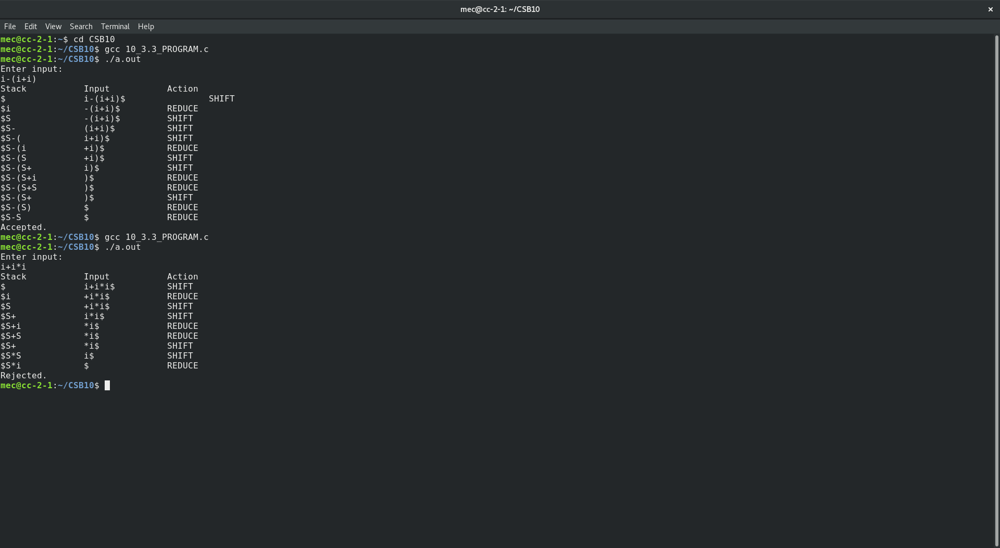 mec@cc-2-1: ~/CSB10 ×
File Edit View Search Terminal Help
mec@cc-2-1:~$ cd CSB10
mec@cc-2-1:~/CSB10$ gcc 10_3.3_PROGRAM.c
mec@cc-2-1:~/CSB10$ ./a.out
Enter input:
i-(i+i)
Stack Input Action
$ i-(i+i)$ SHIFT
$i -(i+i)$ REDUCE
$S -(i+i)$ SHIFT
$S- (i+i)$ SHIFT
$S-( i+i)$ SHIFT
$S-(i +i)$ REDUCE
$S-(S +i)$ SHIFT
$S-(S+ i)$ SHIFT
$S-(S+i )$ REDUCE
$S-(S+S )$ REDUCE
$S-(S+ )$ SHIFT
$S-(S) $ REDUCE
$S-S $ REDUCE
Accepted.
mec@cc-2-1:~/CSB10$ gcc 10_3.3_PROGRAM.c
mec@cc-2-1:~/CSB10$ ./a.out
Enter input:
i+i*i
Stack Input Action
$ i+i*i$ SHIFT
$i +i*i$ REDUCE
$S +i*i$ SHIFT
$S+ i*i$ SHIFT
$S+i *i$ REDUCE
$S+S *i$ REDUCE
$S+ *i$ SHIFT
$S*S i$ SHIFT
$S*i $ REDUCE
Rejected.
mec@cc-2-1:~/CSB10$